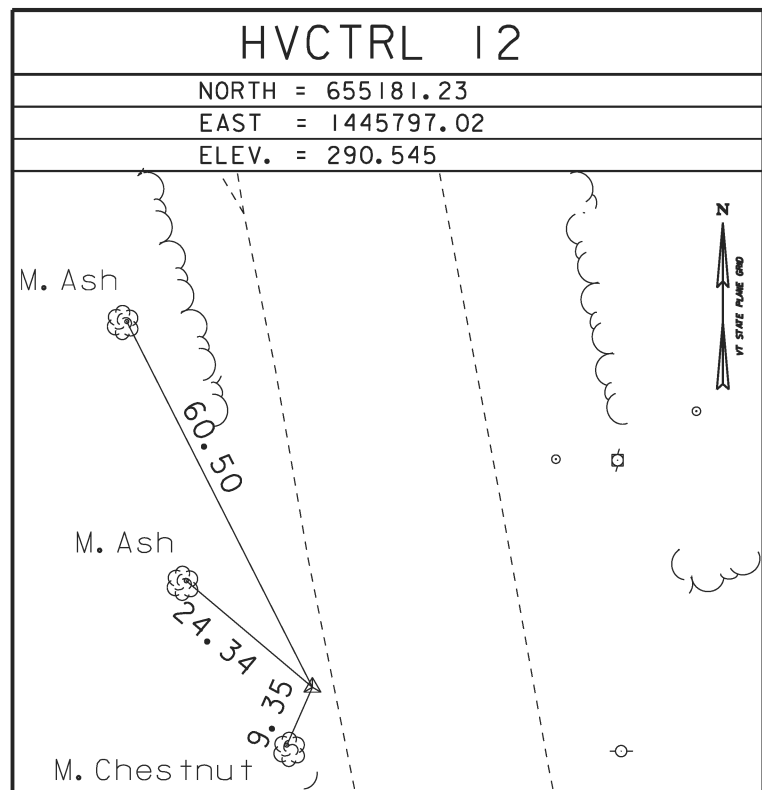 HVCTRL 12
NORTH = 655181.23
EAST = 1445797.02
ELEV. = 290.545
N
VT STATE PLANE GRID
M. Ash
60.50
M. Ash
24.34
9.35
M. Chestnut